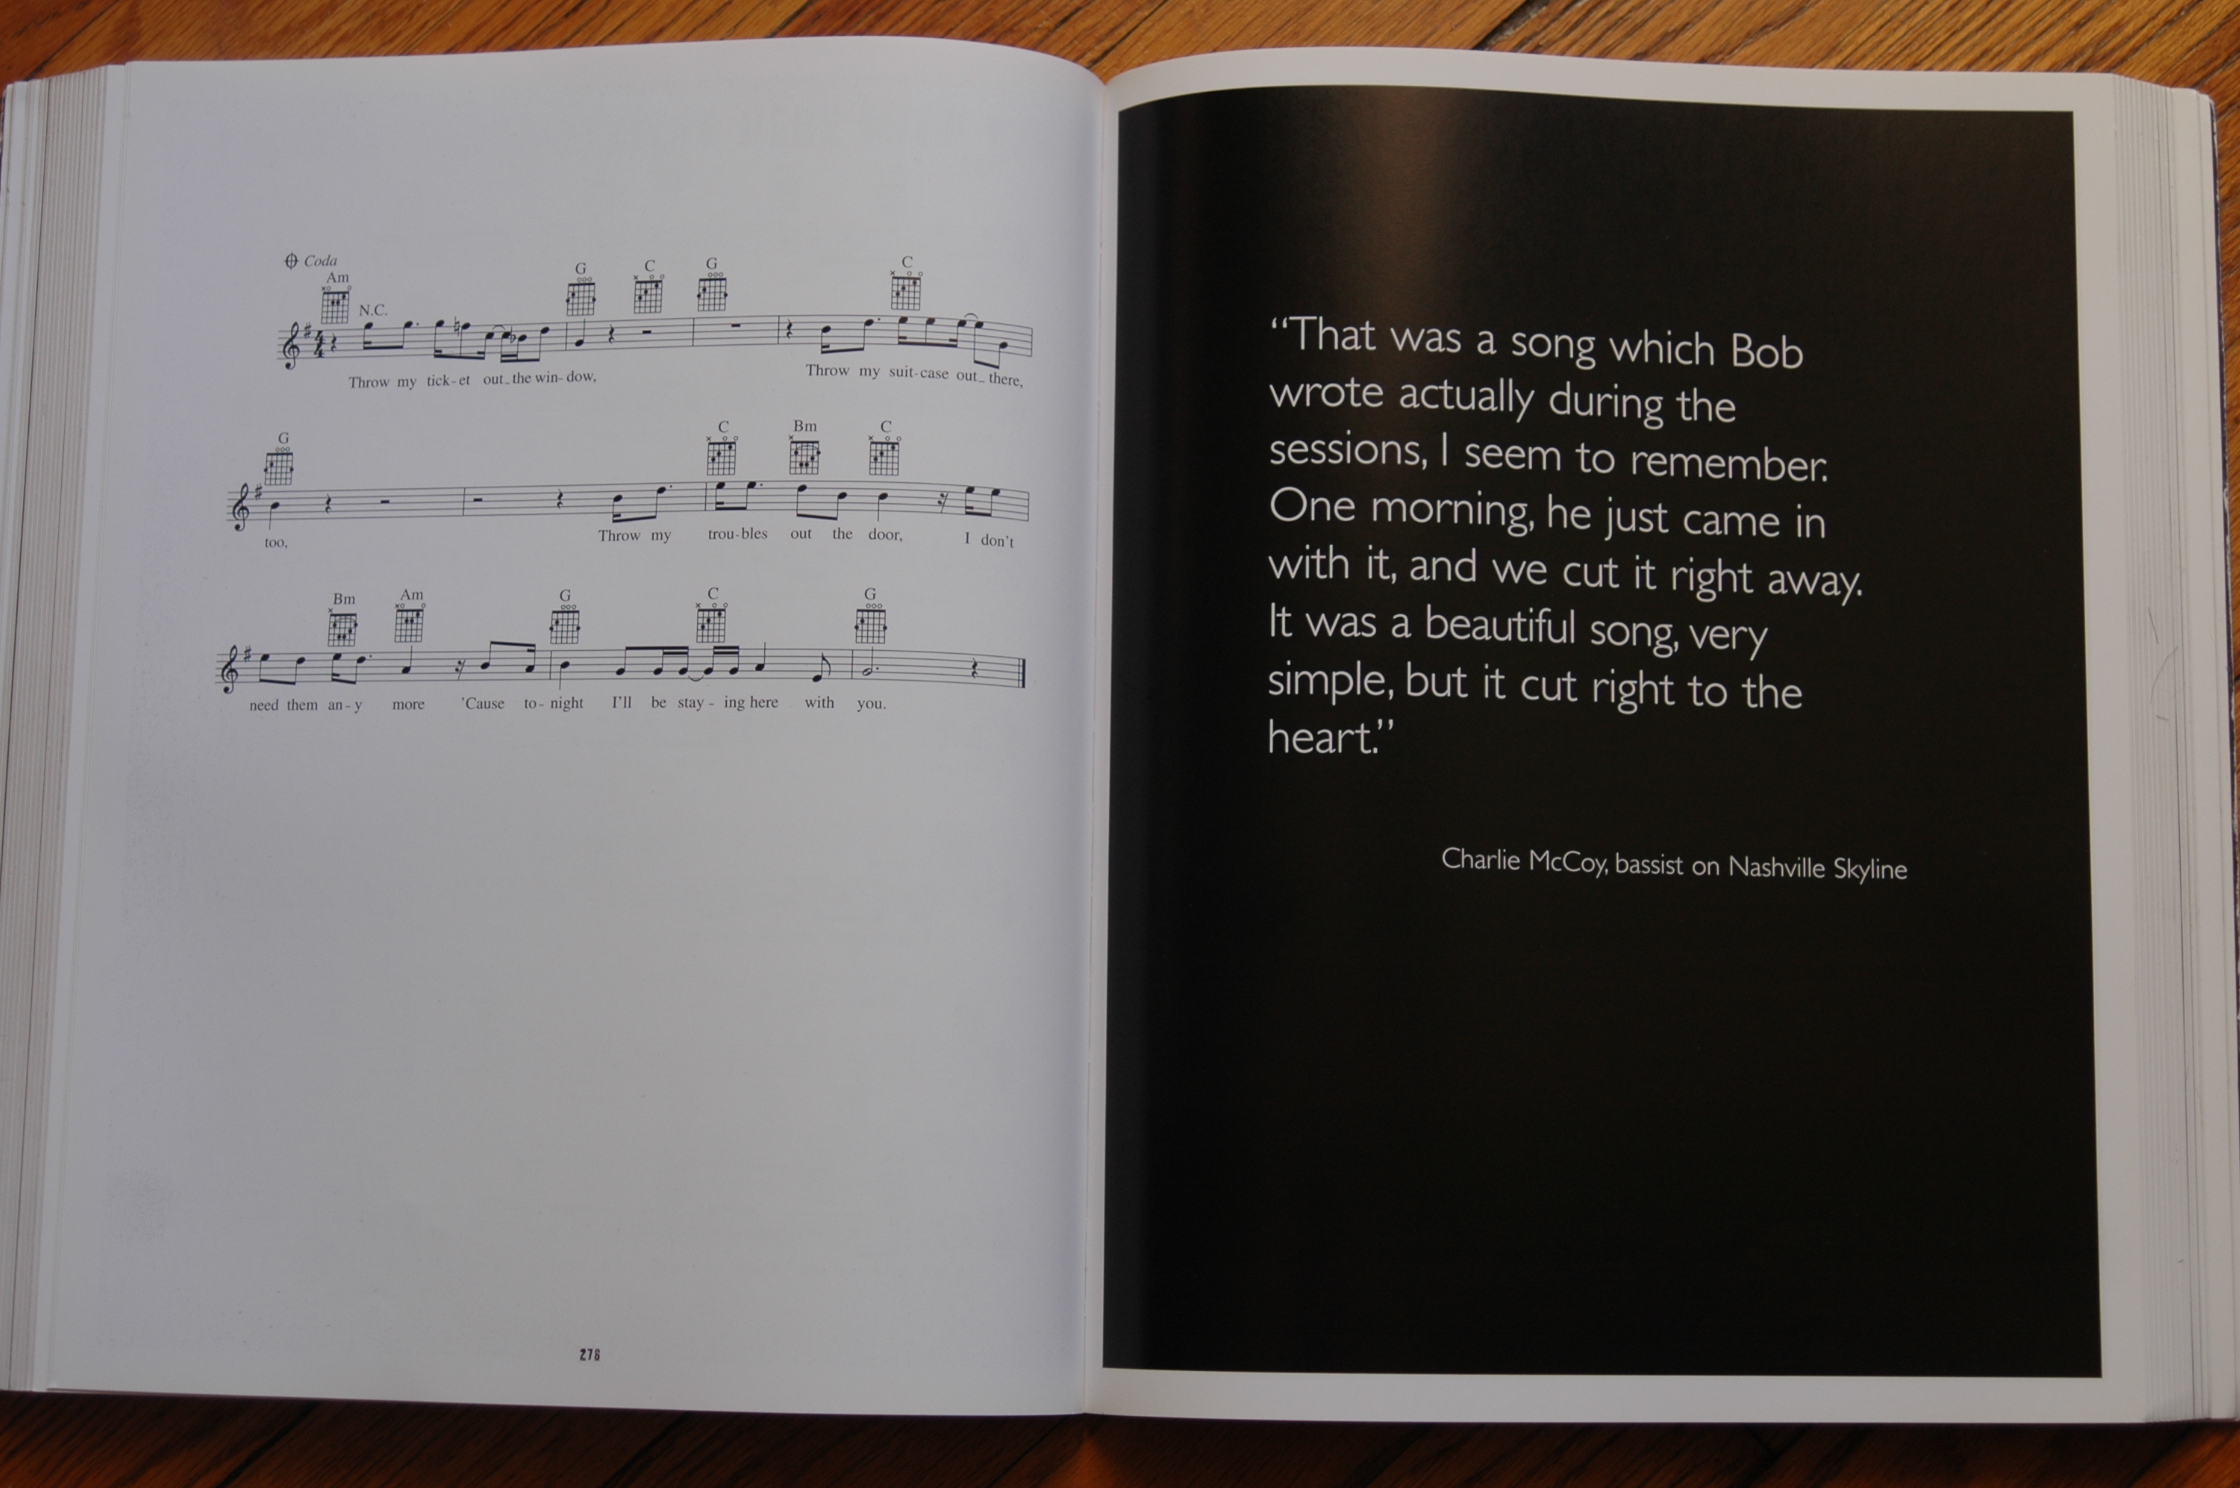 Coda
Am N.C. G C G C
Throw my tick-et out_the win-dow, Throw my suit-case out_there,
G C Bm C
too, Throw my trou-bles out the door, I don't
Bm Am G C G
need them an-y more 'Cause to-night I'll be stay-ing here with you.
276
“That was a song which Bob
wrote actually during the
sessions, I seem to remember.
One morning, he just came in
with it, and we cut it right away.
It was a beautiful song, very
simple, but it cut right to the
heart.”
Charlie McCoy, bassist on Nashville Skyline